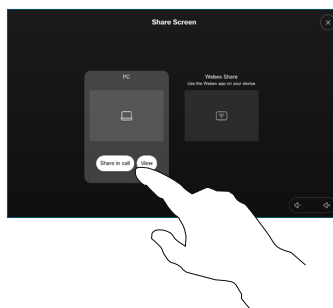 Share Screen
PC
Webex Share
Use the Webex app on your device
Share in call
View